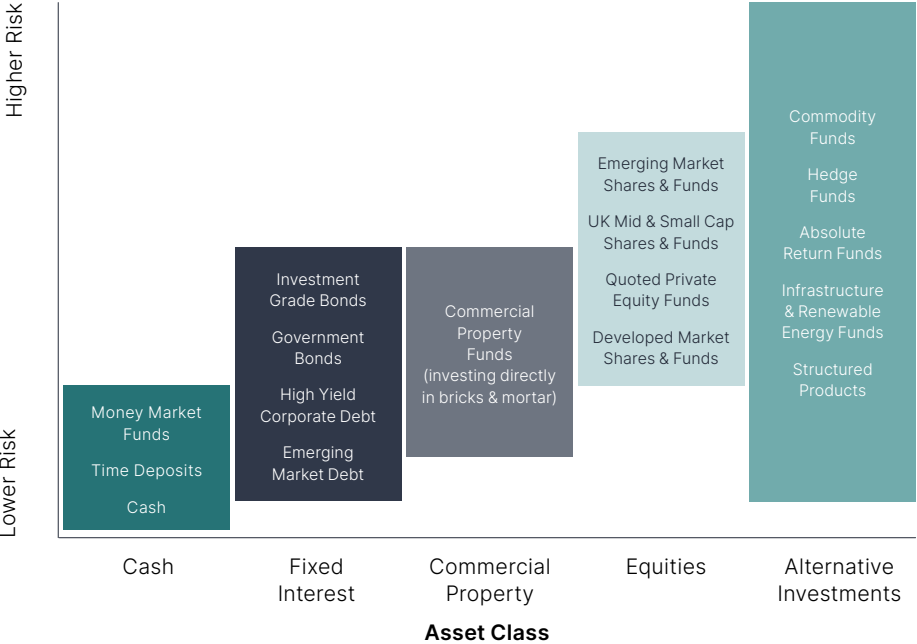 Higher Risk
Lower Risk
Money Market
Funds
Time Deposits
Cash
Investment
Grade Bonds
Government
Bonds
High Yield
Corporate Debt
Emerging
Market Debt
Commercial
Property
Funds
(investing directly
in bricks & mortar)
Emerging Market
Shares & Funds
UK Mid & Small Cap
Shares & Funds
Quoted Private
Equity Funds
Developed Market
Shares & Funds
Commodity
Funds
Hedge
Funds
Absolute
Return Funds
Infrastructure
& Renewable
Energy Funds
Structured
Products
Cash
Fixed
Interest
Commercial
Property
Equities
Alternative
Investments
Asset Class